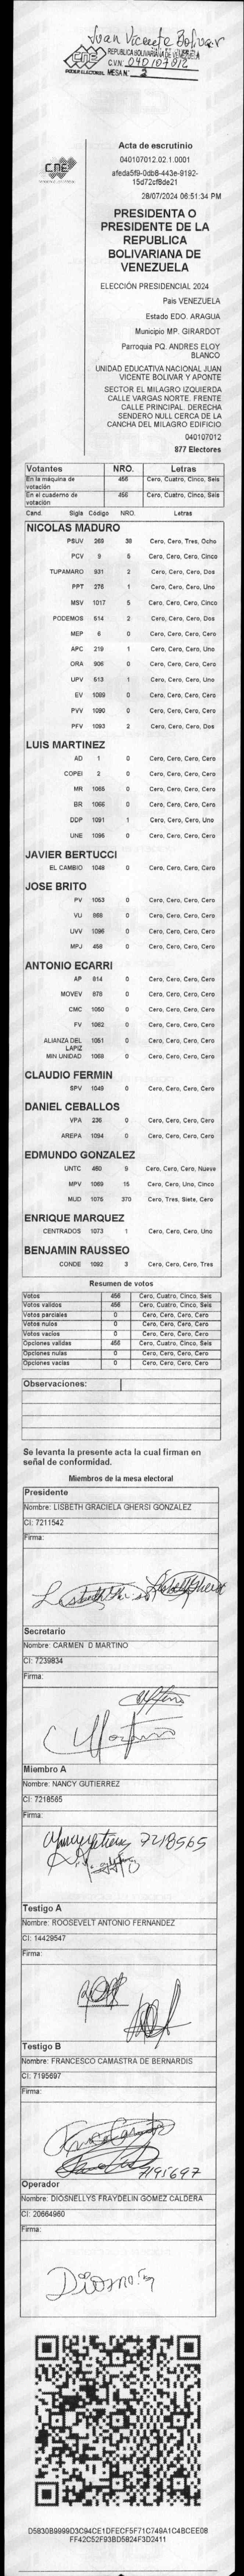 Juan Vicente Bolivar
CNE
PODER ELECTORAL
REPUBLICA BOLIVARIANA DE VENEZUELA
C.V.Nº: 040107012
MESA Nº: 2
CNE
Acta de escrutinio
040107012.02.1.0001
afeda5f9-0db8-443e-9192-
15d72cf8de21
28/07/2024 06:51:34 PM
PRESIDENTA O
PRESIDENTE DE LA
REPUBLICA
BOLIVARIANA DE
VENEZUELA
ELECCIÓN PRESIDENCIAL 2024
Pais VENEZUELA
Estado EDO. ARAGUA
Municipio MP. GIRARDOT
Parroquia PQ. ANDRES ELOY
BLANCO
UNIDAD EDUCATIVA NACIONAL JUAN
VICENTE BOLIVAR Y APONTE
SECTOR EL MILAGRO IZQUIERDA
CALLE VARGAS NORTE. FRENTE
CALLE PRINCIPAL. DERECHA
SENDERO NULL CERCA DE LA
CANCHA DEL MILAGRO EDIFICIO
040107012
877 Electores
Votantes NRO. Letras
En la máquina de votación 456 Cero, Cuatro, Cinco, Seis
En el cuaderno de votación 456 Cero, Cuatro, Cinco, Seis
Cand. Sigla Código NRO. Letras
NICOLAS MADURO
PSUV 269 38 Cero, Cero, Tres, Ocho
PCV 9 5 Cero, Cero, Cero, Cinco
TUPAMARO 931 2 Cero, Cero, Cero, Dos
PPT 275 1 Cero, Cero, Cero, Uno
MSV 1017 5 Cero, Cero, Cero, Cinco
PODEMOS 514 2 Cero, Cero, Cero, Dos
MEP 6 0 Cero, Cero, Cero, Cero
APC 219 1 Cero, Cero, Cero, Uno
ORA 906 0 Cero, Cero, Cero, Cero
UPV 513 1 Cero, Cero, Cero, Uno
EV 1089 0 Cero, Cero, Cero, Cero
PVV 1090 0 Cero, Cero, Cero, Cero
PFV 1093 2 Cero, Cero, Cero, Dos
LUIS MARTINEZ
AD 1 0 Cero, Cero, Cero, Cero
COPEI 2 0 Cero, Cero, Cero, Cero
MR 1065 0 Cero, Cero, Cero, Cero
BR 1066 0 Cero, Cero, Cero, Cero
DDP 1091 1 Cero, Cero, Cero, Uno
UNE 1095 0 Cero, Cero, Cero, Cero
JAVIER BERTUCCI
EL CAMBIO 1048 0 Cero, Cero, Cero, Cero
JOSE BRITO
PV 1053 0 Cero, Cero, Cero, Cero
VU 868 0 Cero, Cero, Cero, Cero
UVV 1096 0 Cero, Cero, Cero, Cero
MPJ 459 0 Cero, Cero, Cero, Cero
ANTONIO ECARRI
AP 814 0 Cero, Cero, Cero, Cero
MOVEV 878 0 Cero, Cero, Cero, Cero
CMC 1050 0 Cero, Cero, Cero, Cero
FV 1082 0 Cero, Cero, Cero, Cero
ALIANZA DEL LAPIZ 1051 0 Cero, Cero, Cero, Cero
MIN UNIDAD 1068 0 Cero, Cero, Cero, Cero
CLAUDIO FERMIN
SPV 1049 0 Cero, Cero, Cero, Cero
DANIEL CEBALLOS
VPA 236 0 Cero, Cero, Cero, Cero
AREPA 1094 0 Cero, Cero, Cero, Cero
EDMUNDO GONZALEZ
UNTC 460 9 Cero, Cero, Cero, Nueve
MPV 1069 15 Cero, Cero, Uno, Cinco
MUD 1075 370 Cero, Tres, Siete, Cero
ENRIQUE MARQUEZ
CENTRADOS 1073 1 Cero, Cero, Cero, Uno
BENJAMIN RAUSSEO
CONDE 1092 3 Cero, Cero, Cero, Tres
Resumen de votos
Votos 456 Cero, Cuatro, Cinco, Seis
Votos validos 456 Cero, Cuatro, Cinco, Seis
Votos parciales 0 Cero, Cero, Cero, Cero
Votos nulos 0 Cero, Cero, Cero, Cero
Votos vacios 0 Cero, Cero, Cero, Cero
Opciones validas 456 Cero, Cuatro, Cinco, Seis
Opciones nulas 0 Cero, Cero, Cero, Cero
Opciones vacias 0 Cero, Cero, Cero, Cero
Observaciones:
Se levanta la presente acta la cual firman en
señal de conformidad.
Miembros de la mesa electoral
Presidente
Nombre: LISBETH GRACIELA GHERSI GONZALEZ
CI: 7211542
Firma:
Secretario
Nombre: CARMEN D MARTINO
CI: 7239834
Firma:
Miembro A
Nombre: NANCY GUTIERREZ
CI: 7218565
Firma:
7218565
Testigo A
Nombre: ROOSEVELT ANTONIO FERNANDEZ
CI: 14429547
Firma:
Testigo B
Nombre: FRANCESCO CAMASTRA DE BERNARDIS
CI: 7195697
Firma:
7195697
Operador
Nombre: DIOSNELLYS FRAYDELIN GOMEZ CALDERA
CI: 20664960
Firma:
D5830B9999D3C94CE1DFECF5F71C749A1C4BCEE08
FF42C52F93BD5824F3D2411